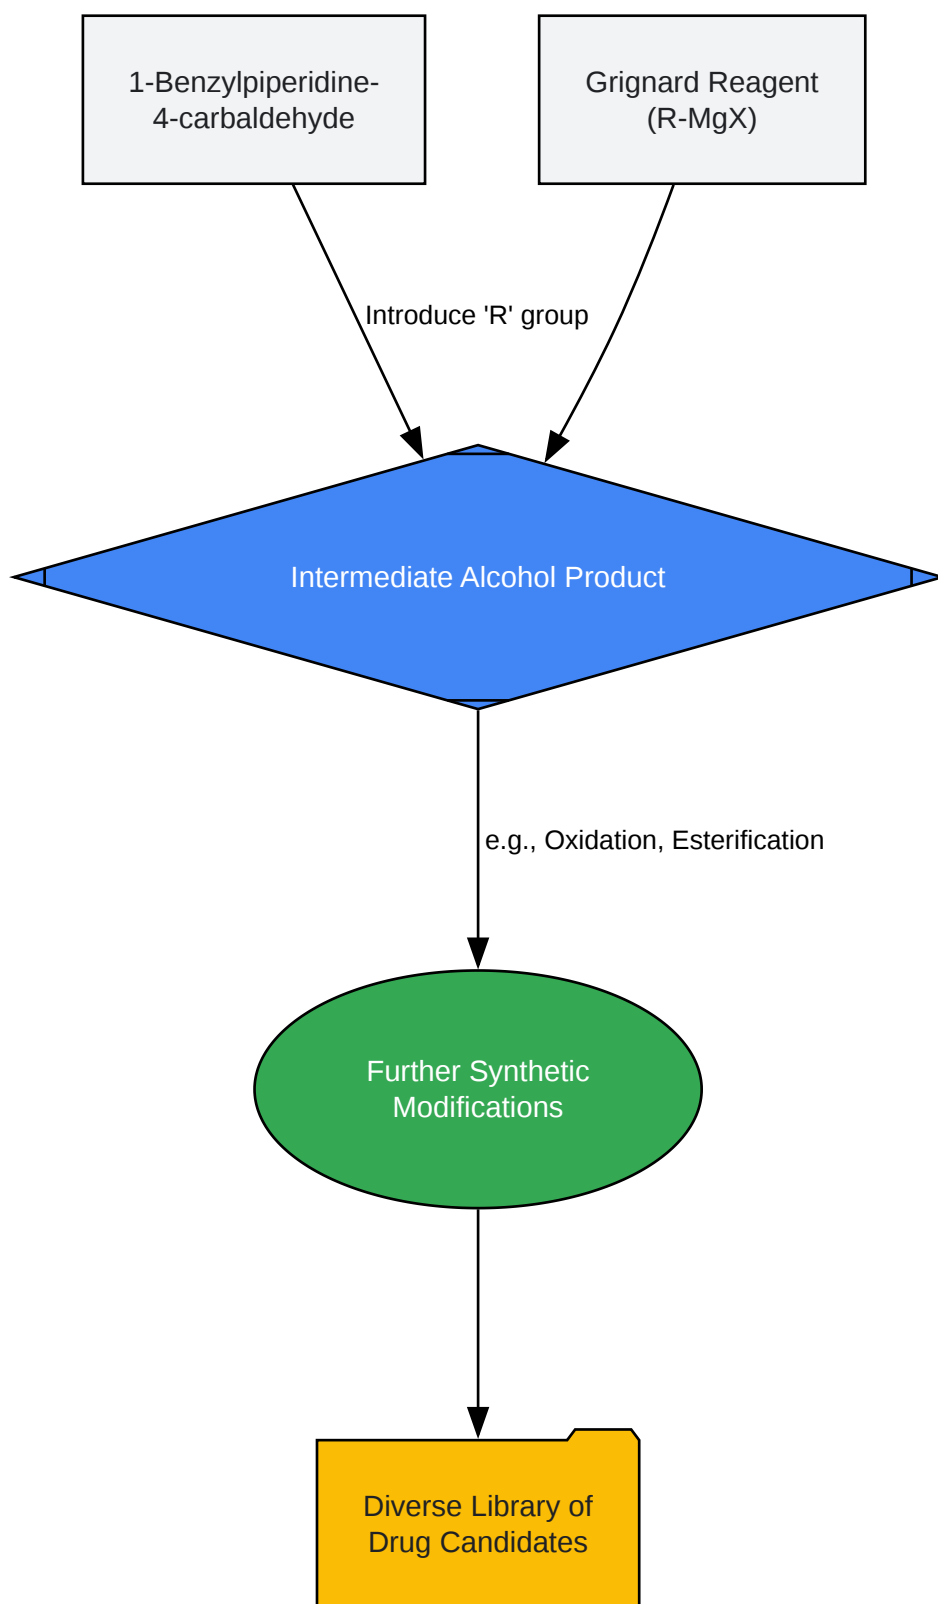 1-Benzylpiperidine-
4-carbaldehyde
Grignard Reagent
(R-MgX)
Introduce 'R' group
Intermediate Alcohol Product
e.g., Oxidation, Esterification
Further Synthetic
Modifications
Diverse Library of
Drug Candidates